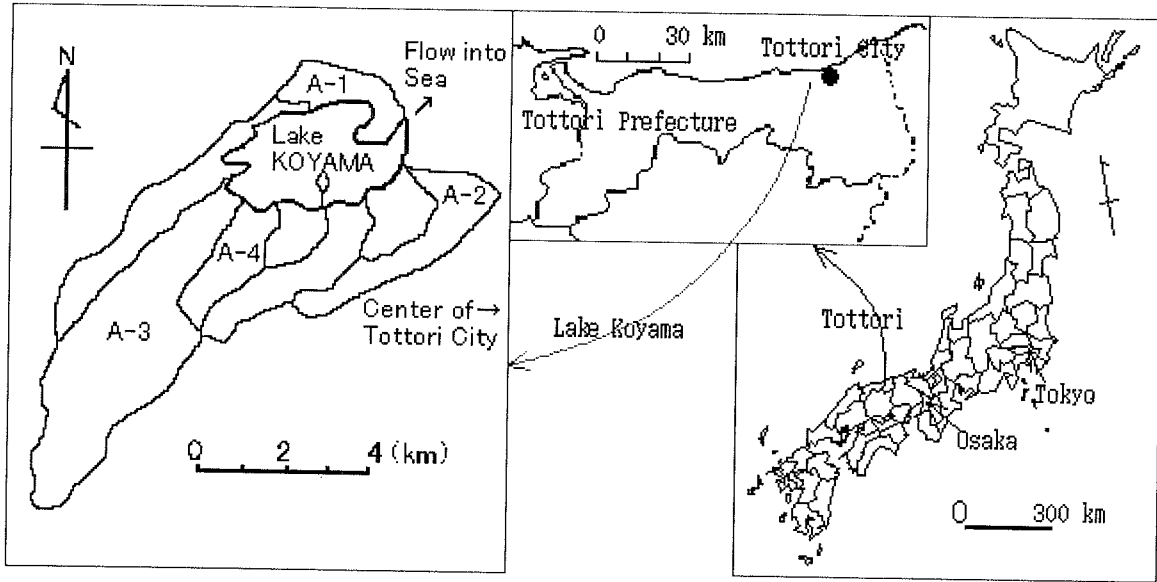 N
Flow into
Sea
A-1
Lake
KOYAMA
A-2
A-4
A-3
Center of→
Tottori City
0 2 4 (km)
0 30 km
Tottori City
Tottori Prefecture
Lake Koyama
Tottori
Tokyo
Osaka
0 300 km